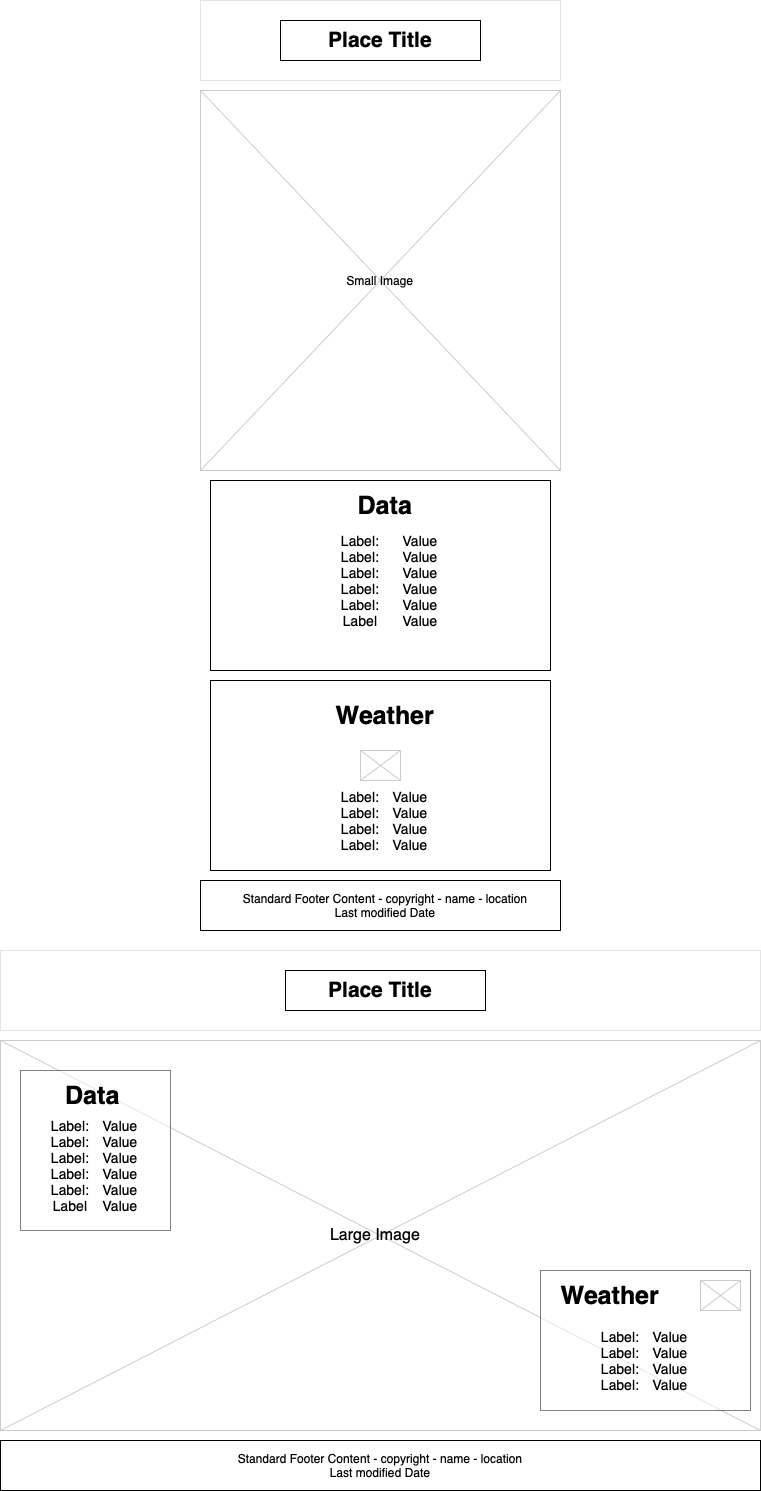 Place Title
Small Image
Data
Label: Value
Label: Value
Label: Value
Label: Value
Label: Value
Label Value
Weather
Label: Value
Label: Value
Label: Value
Label: Value
Standard Footer Content - copyright - name - location
Last modified Date
Place Title
Data
Label: Value
Label: Value
Label: Value
Label: Value
Label: Value
Label Value
Large Image
Weather
Label: Value
Label: Value
Label: Value
Label: Value
Standard Footer Content - copyright - name - location
Last modified Date